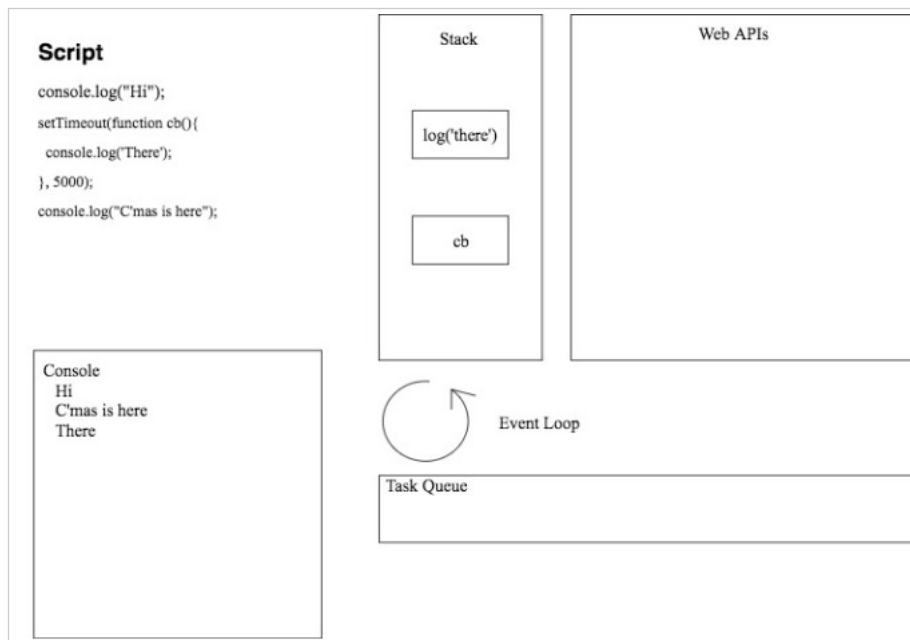 Script
console.log("Hi");
setTimeout(function cb(){
console.log('There');
}, 5000);
console.log("C'mas is here");
Console
Hi
C'mas is here
There
Stack
log('there')
cb
Web APIs
Event Loop
Task Queue